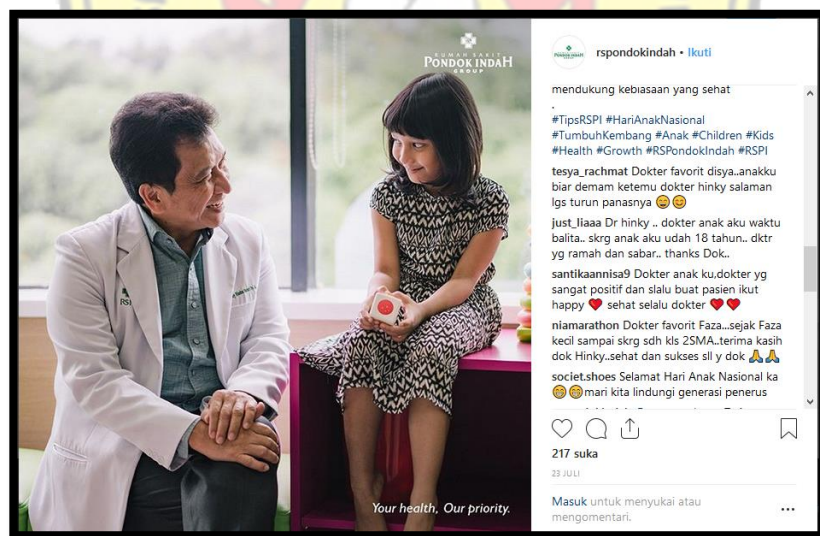 RUMAH SAKIT
PONDOK INDAH
GROUP
RSPI
Your health, Our priority.
rspondokindah • Ikuti
mendukung kebiasaan yang sehat
.
#TipsRSPI #HariAnakNasional
#TumbuhKembang #Anak #Children #Kids
#Health #Growth #RSPondokIndah #RSPI
tesya_rachmat Dokter favorit disya..anakku
biar demam ketemu dokter hinky salaman
lgs turun panasnya 😄😊
just_liaaa Dr hinky .. dokter anak aku waktu
balita.. skrg anak aku udah 18 tahun.. dktr
yg ramah dan sabar.. thanks Dok..
santikaannisa9 Dokter anak ku,dokter yg
sangat positif dan slalu buat pasien ikut
happy ❤️ sehat selalu dokter ❤️❤️
niamarathon Dokter favorit Faza...sejak Faza
kecil sampai skrg sdh kls 2SMA..terima kasih
dok Hinky..sehat dan sukses sll y dok 🙏🙏
societ.shoes Selamat Hari Anak Nasional ka
😁😁mari kita lindungi generasi penerus
217 suka
23 JULI
Masuk untuk menyukai atau
mengomentari.